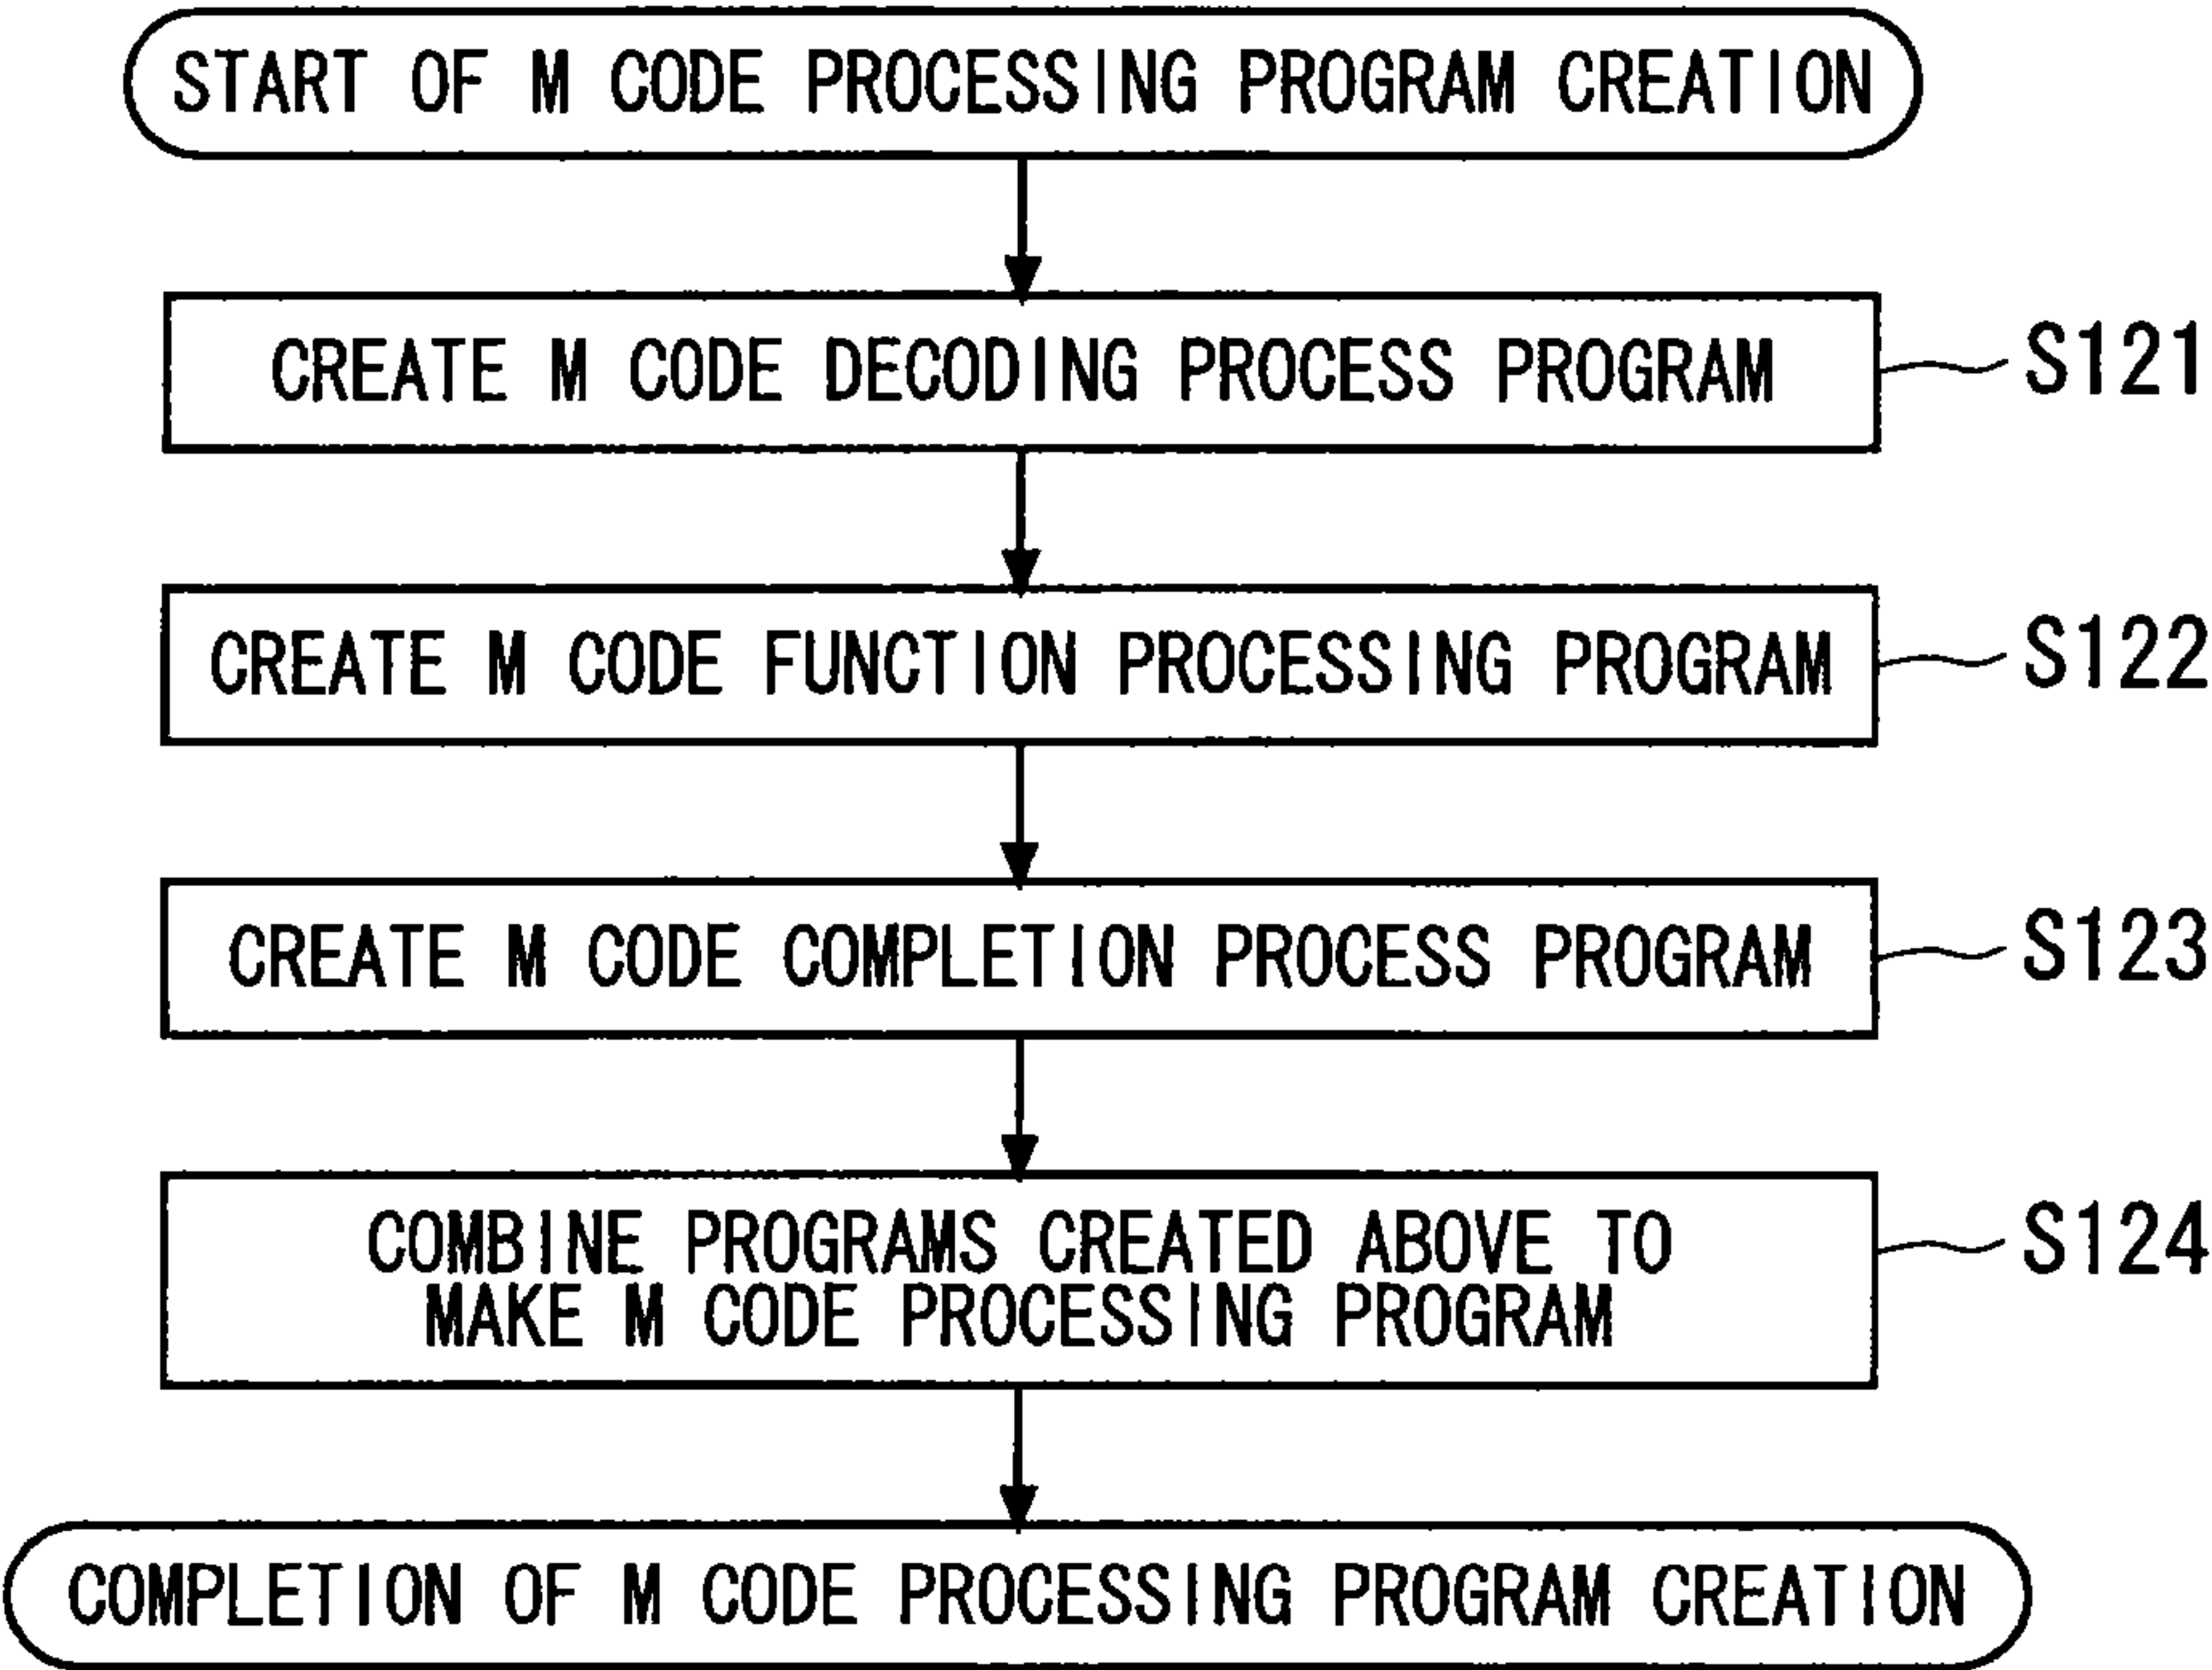 START OF M CODE PROCESSING PROGRAM CREATION
CREATE M CODE DECODING PROCESS PROGRAM
S121
CREATE M CODE FUNCTION PROCESSING PROGRAM
S122
CREATE M CODE COMPLETION PROCESS PROGRAM
S123
COMBINE PROGRAMS CREATED ABOVE TO
MAKE M CODE PROCESSING PROGRAM
S124
COMPLETION OF M CODE PROCESSING PROGRAM CREATION